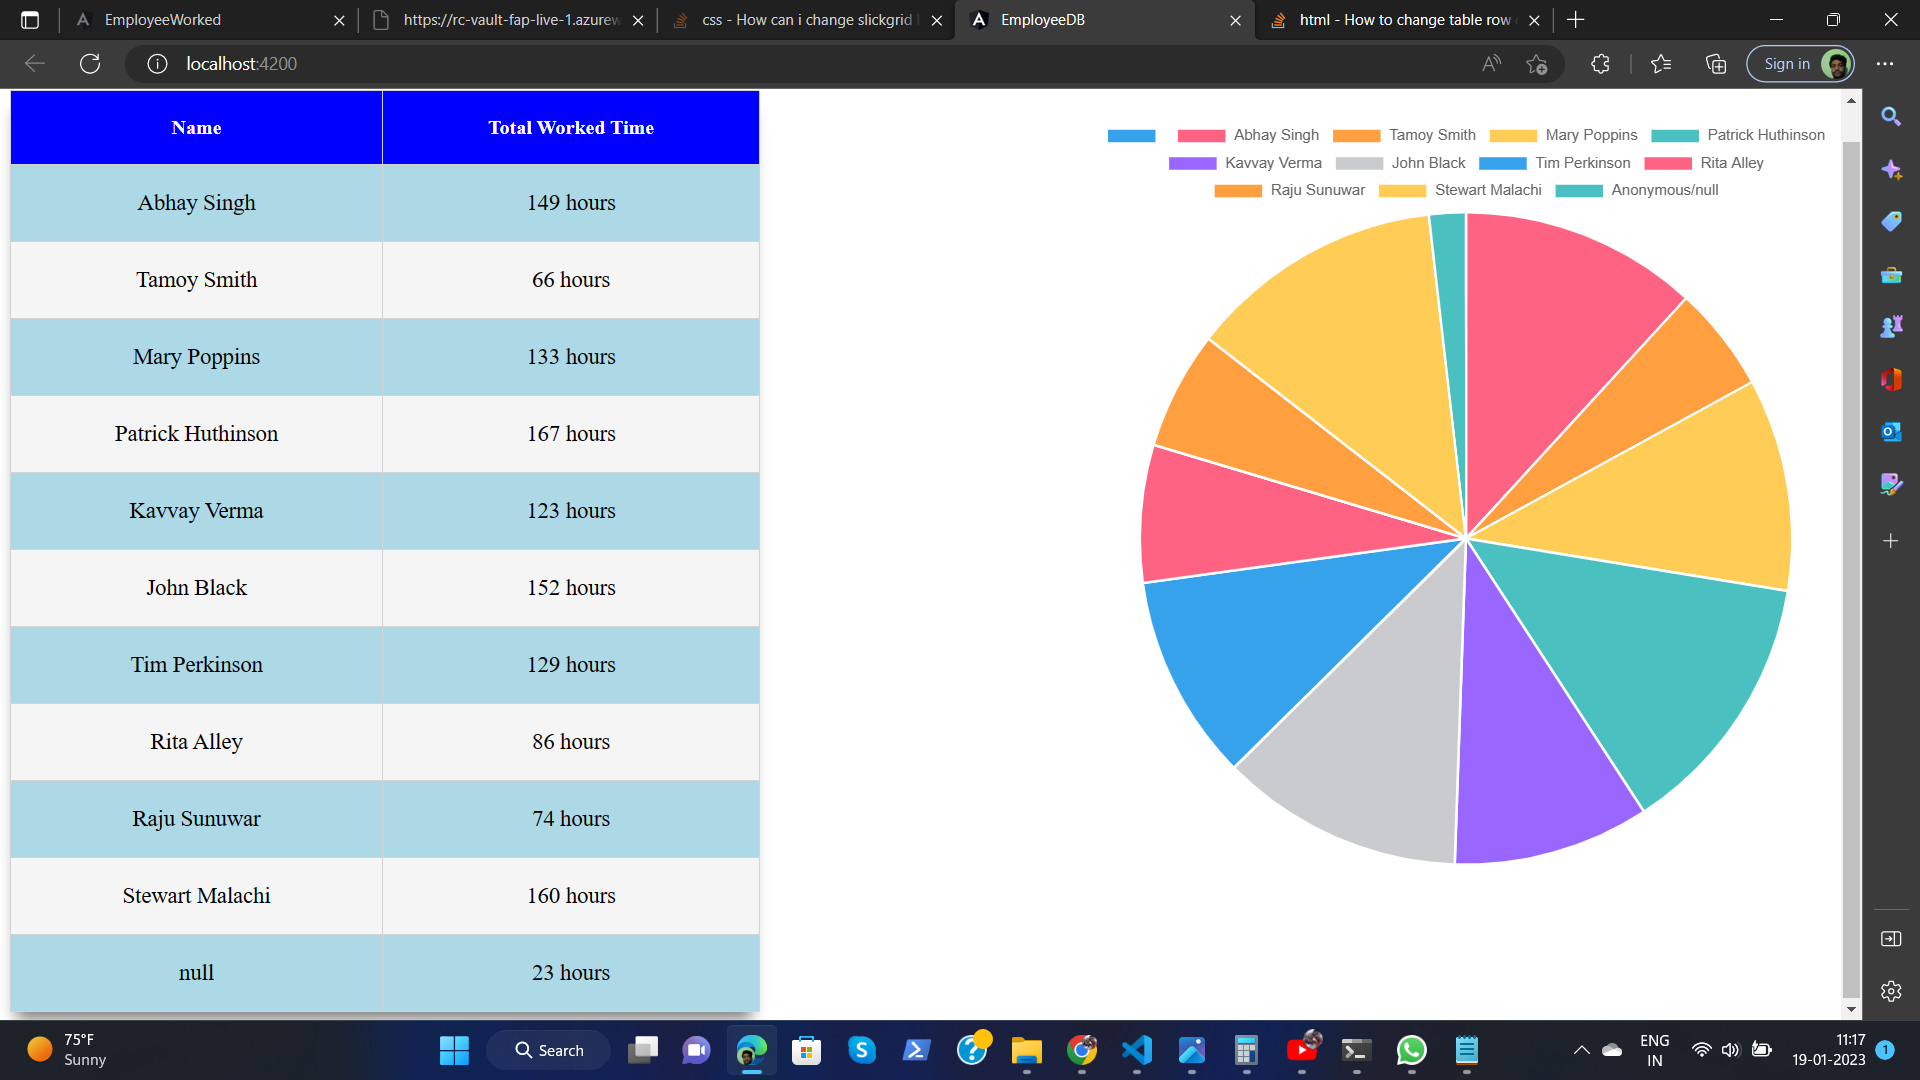 EmployeeWorked
https://rc-vault-fap-live-1.azurew
css - How can i change slickgrid
EmployeeDB
html - How to change table row
localhost:4200
Sign in
Name Total Worked Time
Abhay Singh 149 hours
Tamoy Smith 66 hours
Mary Poppins 133 hours
Patrick Huthinson 167 hours
Kavvay Verma 123 hours
John Black 152 hours
Tim Perkinson 129 hours
Rita Alley 86 hours
Raju Sunuwar 74 hours
Stewart Malachi 160 hours
null 23 hours
Abhay Singh Tamoy Smith Mary Poppins Patrick Huthinson
Kavvay Verma John Black Tim Perkinson Rita Alley
Raju Sunuwar Stewart Malachi Anonymous/null
75°F
Sunny
Search
ENG
IN
11:17
19-01-2023
1